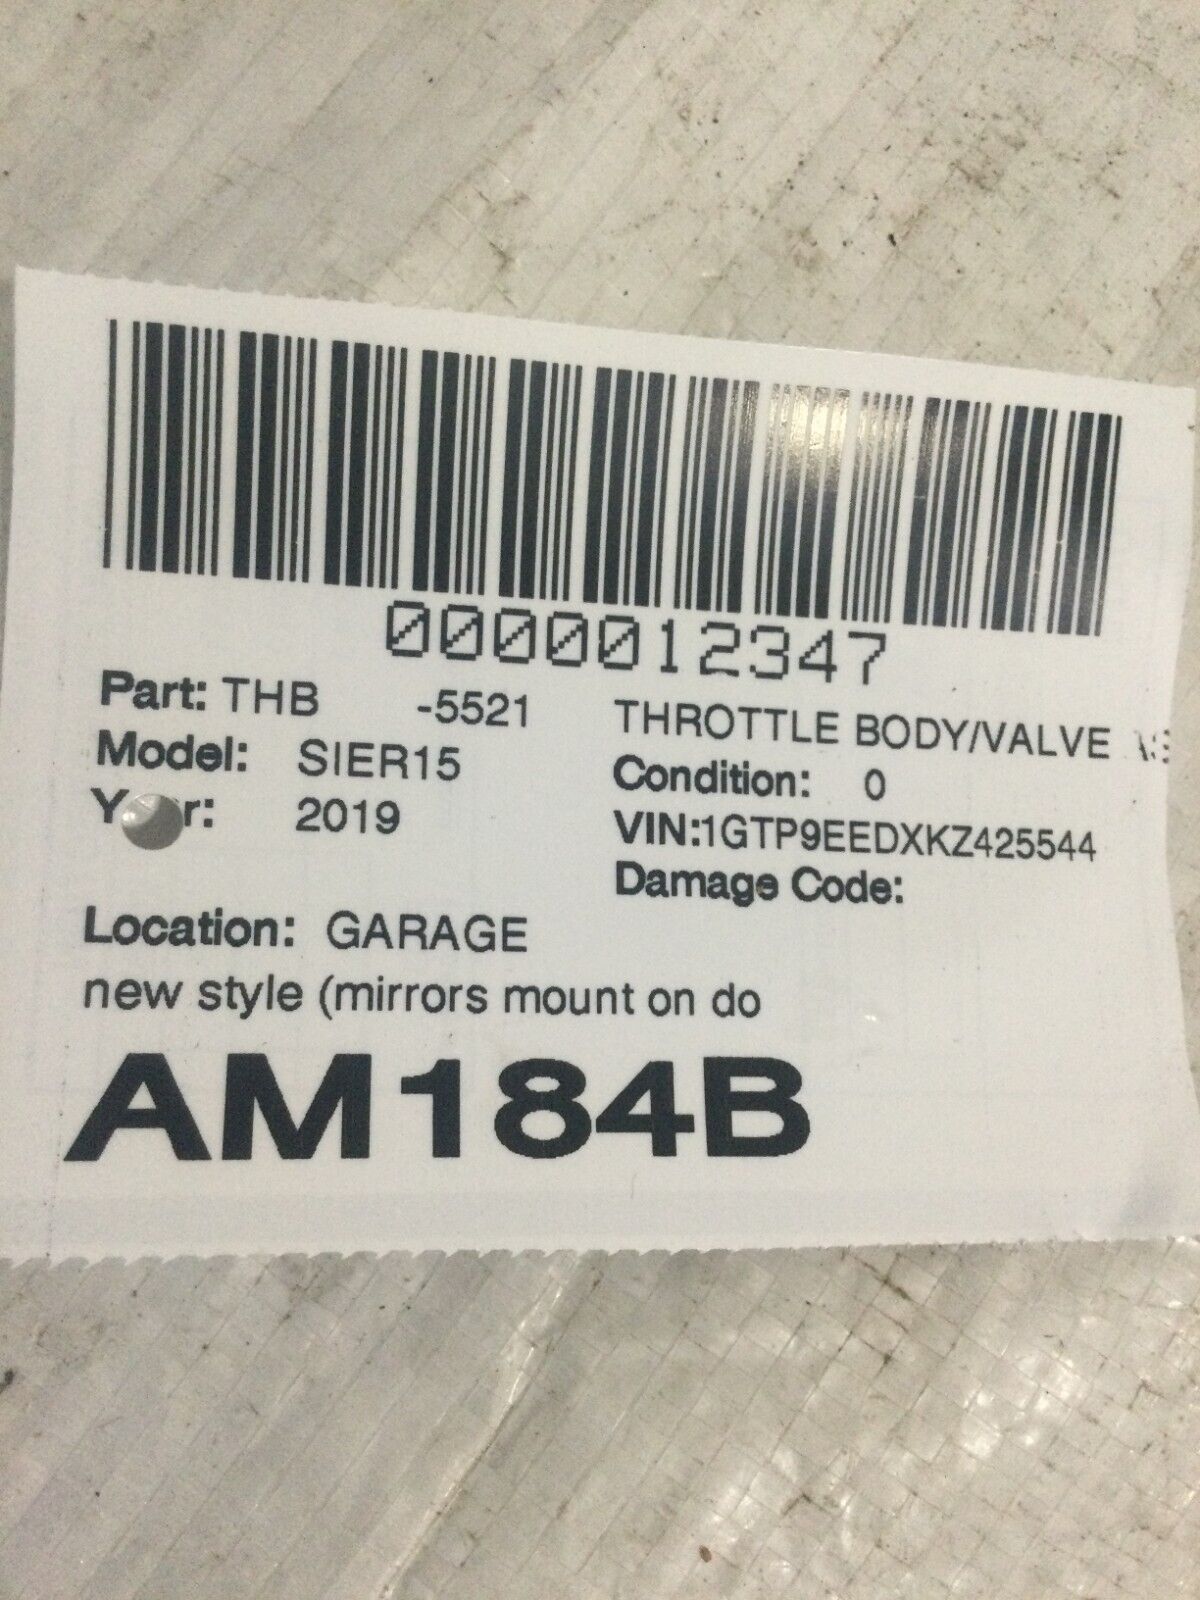 0000012347
Part: THB -5521 THROTTLE BODY/VALVE
Model: SIER15 Condition: 0
2019 VIN:1GTP9EEDXKZ425544
Damage Code:
Location: GARAGE
new style (mirrors mount on do
AM184B